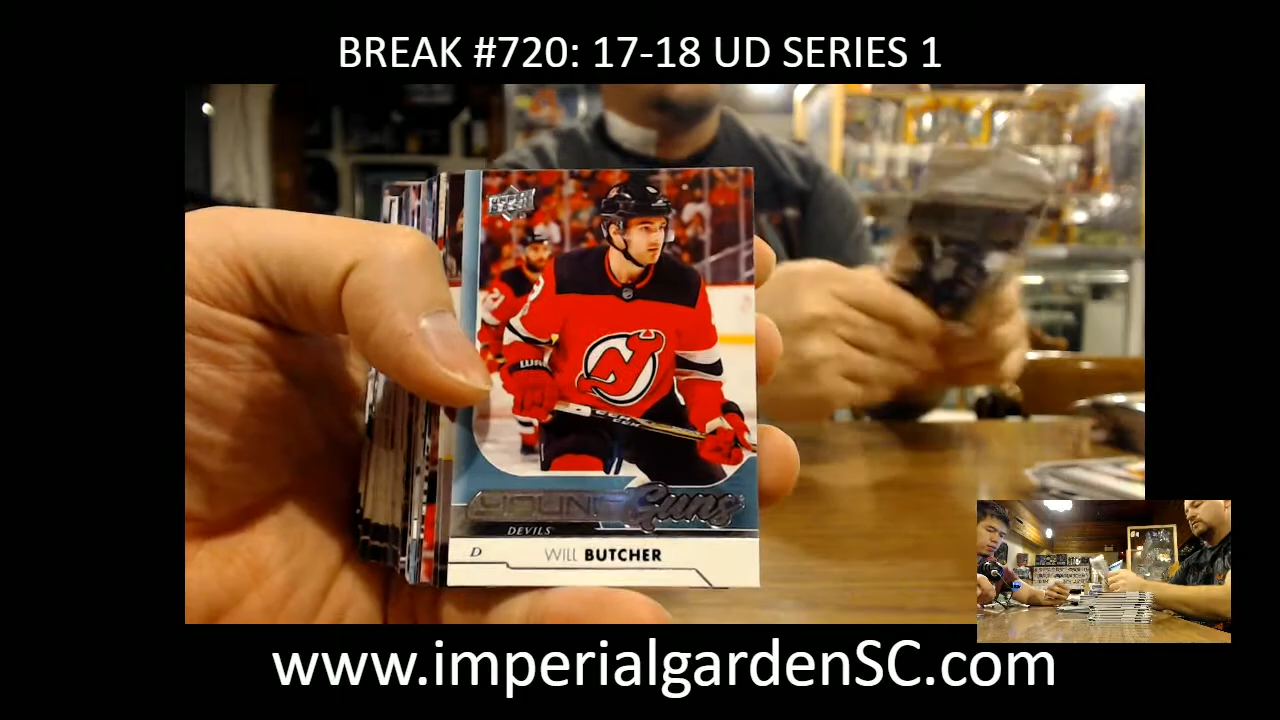 BREAK #720: 17-18 UD SERIES 1
UPPER DECK
YOUNG Guns
DEVILS
D
WILL BUTCHER
www.imperialgardenSC.com